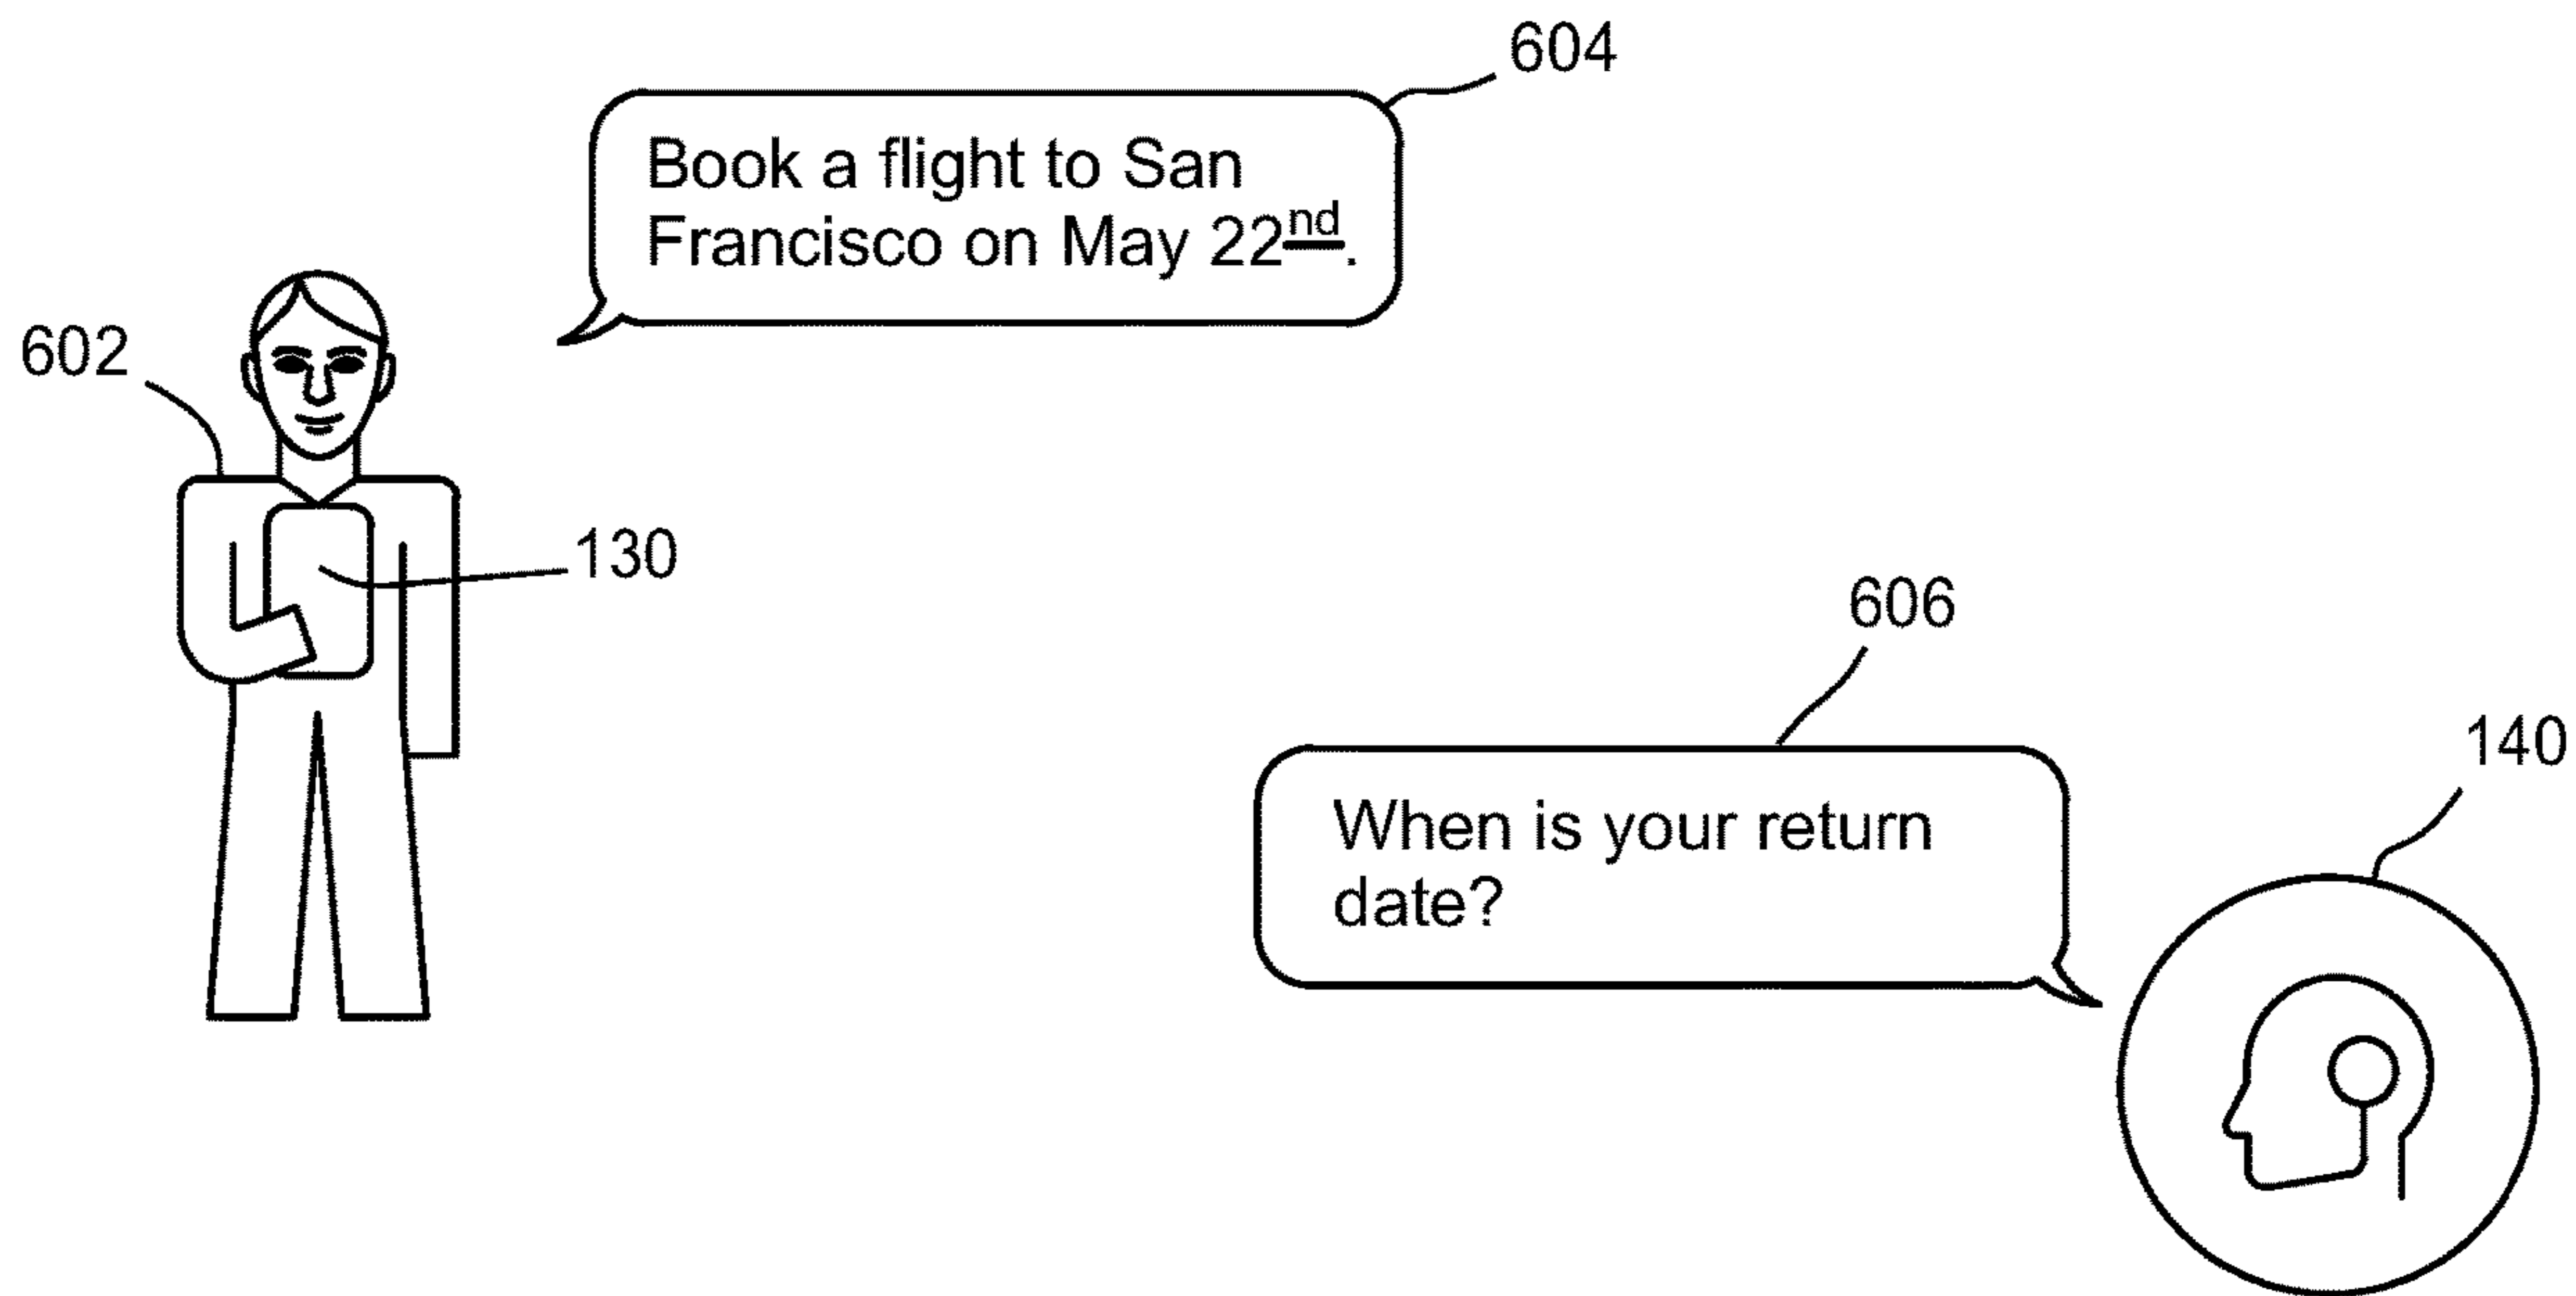 604
Book a flight to San
Francisco on May 22nd.
602
130
606
140
When is your return
date?